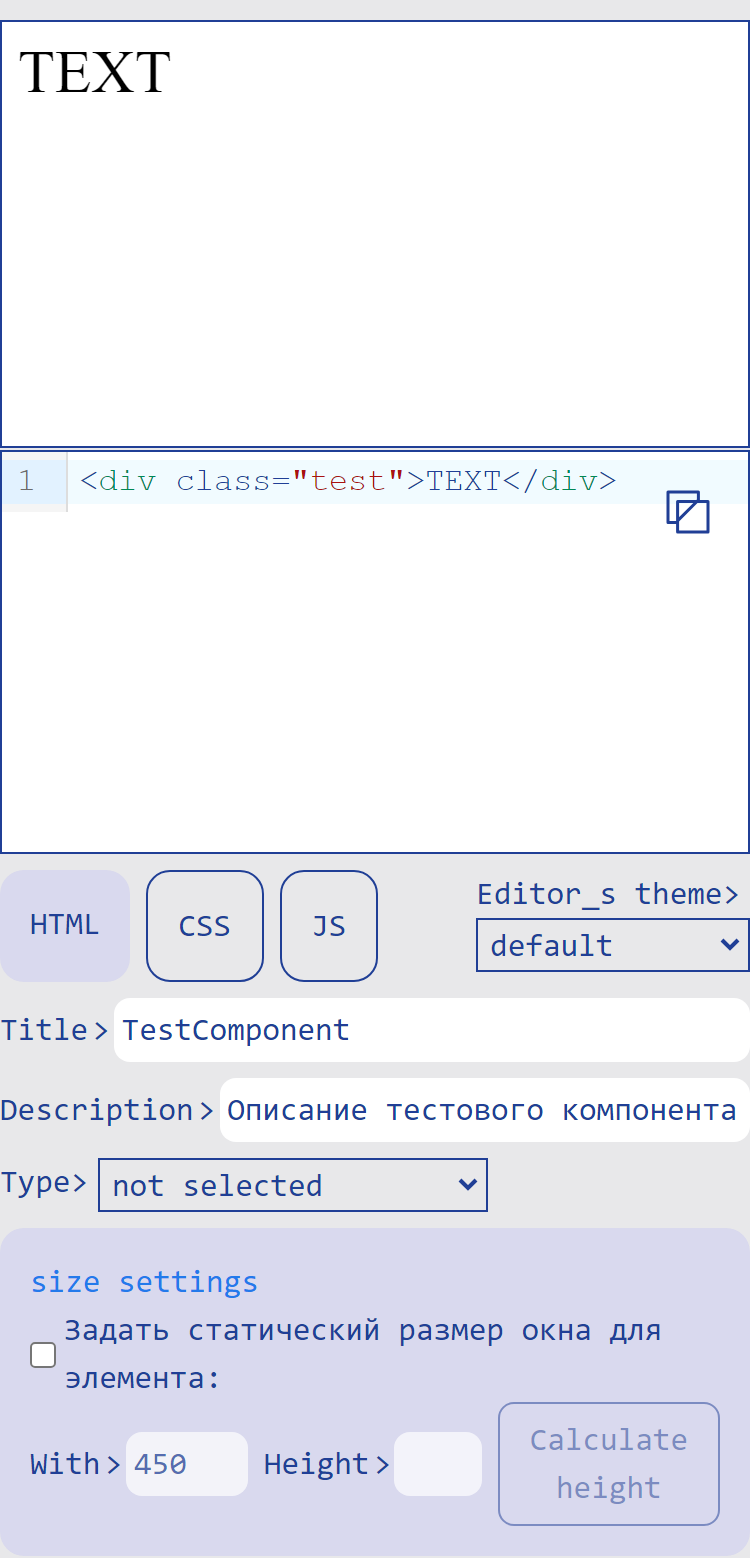 TEXT
1 <div class="test">TEXT</div>
HTML CSS JS
Editor_s theme>
default
Title> TestComponent
Description> Описание тестового компонента
Type> not selected
size settings
Задать статический размер окна для
элемента:
With> 450 Height>
Calculate
height